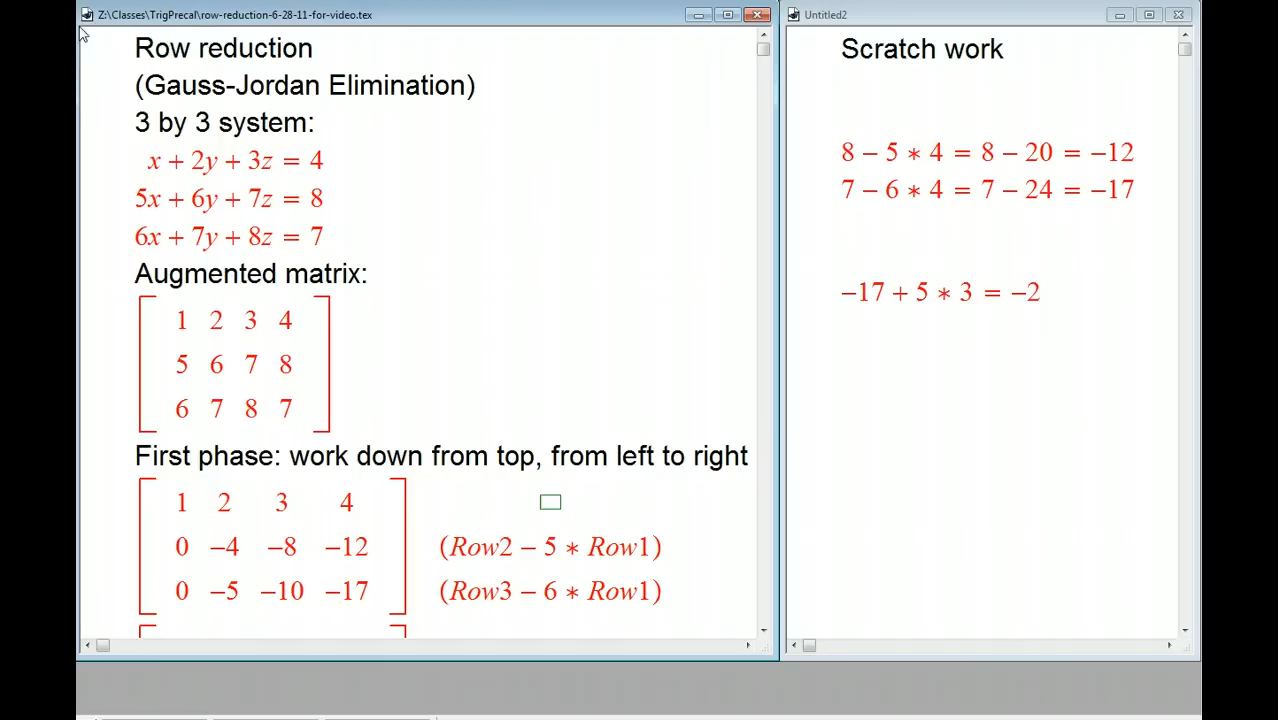 Z:\Classes\TrigPrecal\row-reduction-6-28-11-for-video.tex
Row reduction
(Gauss-Jordan Elimination)
3 by 3 system:
x + 2y + 3z = 4
5x + 6y + 7z = 8
6x + 7y + 8z = 7
Augmented matrix:
1 2 3 4
5 6 7 8
6 7 8 7
First phase: work down from top, from left to right
1 2 3 4
0 −4 −8 −12 (Row2 − 5 ∗ Row1)
0 −5 −10 −17 (Row3 − 6 ∗ Row1)
Untitled2
Scratch work
8 − 5 ∗ 4 = 8 − 20 = −12
7 − 6 ∗ 4 = 7 − 24 = −17
−17 + 5 ∗ 3 = −2